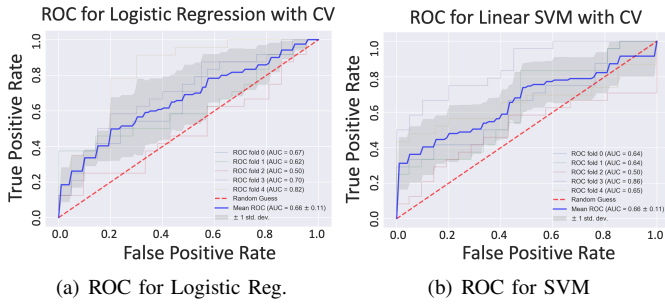 ROC for Logistic Regression with CV
True Positive Rate
1.0
0.8
0.6
0.4
0.2
0.0
ROC fold 0 (AUC = 0.67)
ROC fold 1 (AUC = 0.62)
ROC fold 2 (AUC = 0.50)
ROC fold 3 (AUC = 0.70)
ROC fold 4 (AUC = 0.82)
Random Guess
Mean ROC (AUC = 0.66 ± 0.11)
± 1 std. dev.
0.0 0.2 0.4 0.6 0.8 1.0
False Positive Rate
(a) ROC for Logistic Reg.
ROC for Linear SVM with CV
True Positive Rate
1.0
0.8
0.6
0.4
0.2
0.0
ROC fold 0 (AUC = 0.64)
ROC fold 1 (AUC = 0.64)
ROC fold 2 (AUC = 0.50)
ROC fold 3 (AUC = 0.86)
ROC fold 4 (AUC = 0.65)
Random Guess
Mean ROC (AUC = 0.66 ± 0.11)
± 1 std. dev.
0.0 0.2 0.4 0.6 0.8 1.0
False Positive Rate
(b) ROC for SVM